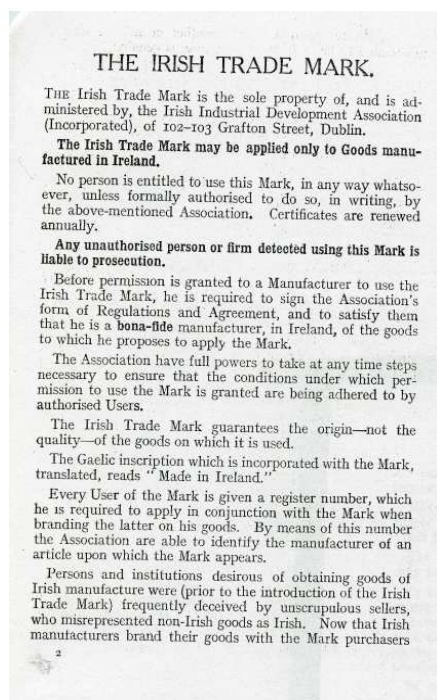 THE IRISH TRADE MARK.
THE Irish Trade Mark is the sole property of, and is ad-
ministered by, the Irish Industrial Development Association
(Incorporated), of 102-103 Grafton Street, Dublin.
The Irish Trade Mark may be applied only to Goods manu-
factured in Ireland.
No person is entitled to use this Mark, in any way whatso-
ever, unless formally authorised to do so, in writing, by
the above-mentioned Association. Certificates are renewed
annually.
Any unauthorised person or firm detected using this Mark is
liable to prosecution.
Before permission is granted to a Manufacturer to use the
Irish Trade Mark, he is required to sign the Association's
form of Regulations and Agreement, and to satisfy them
that he is a bona-fide manufacturer, in Ireland, of the goods
to which he proposes to apply the Mark.
The Association have full powers to take at any time steps
necessary to ensure that the conditions under which per-
mission to use the Mark is granted are being adhered to by
authorised Users.
The Irish Trade Mark guarantees the origin—not the
quality—of the goods on which it is used.
The Gaelic inscription which is incorporated with the Mark,
translated, reads "Made in Ireland."
Every User of the Mark is given a register number, which
he is required to apply in conjunction with the Mark when
branding the latter on his goods. By means of this number
the Association are able to identify the manufacturer of an
article upon which the Mark appears.
Persons and institutions desirous of obtaining goods of
Irish manufacture were (prior to the introduction of the Irish
Trade Mark) frequently deceived by unscrupulous sellers,
who misrepresented non-Irish goods as Irish. Now that Irish
manufacturers brand their goods with the Mark purchasers
2